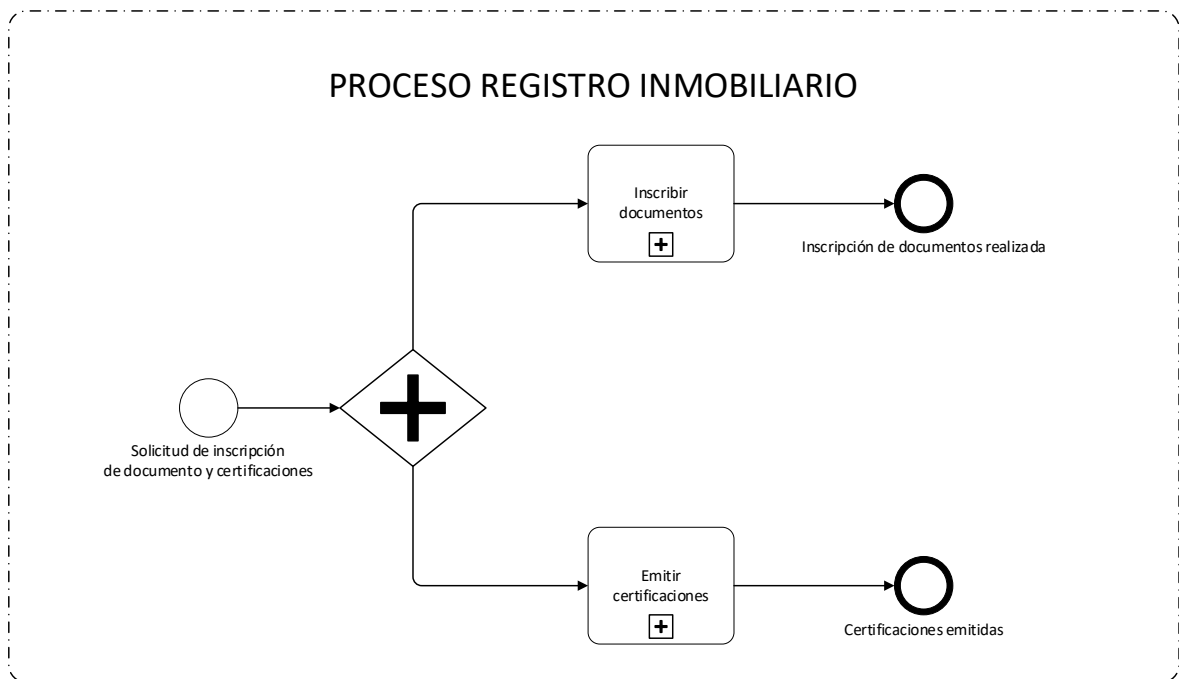 PROCESO REGISTRO INMOBILIARIO
Inscribir
documentos
Inscripción de documentos realizada
Solicitud de inscripción
de documento y certificaciones
Emitir
certificaciones
Certificaciones emitidas